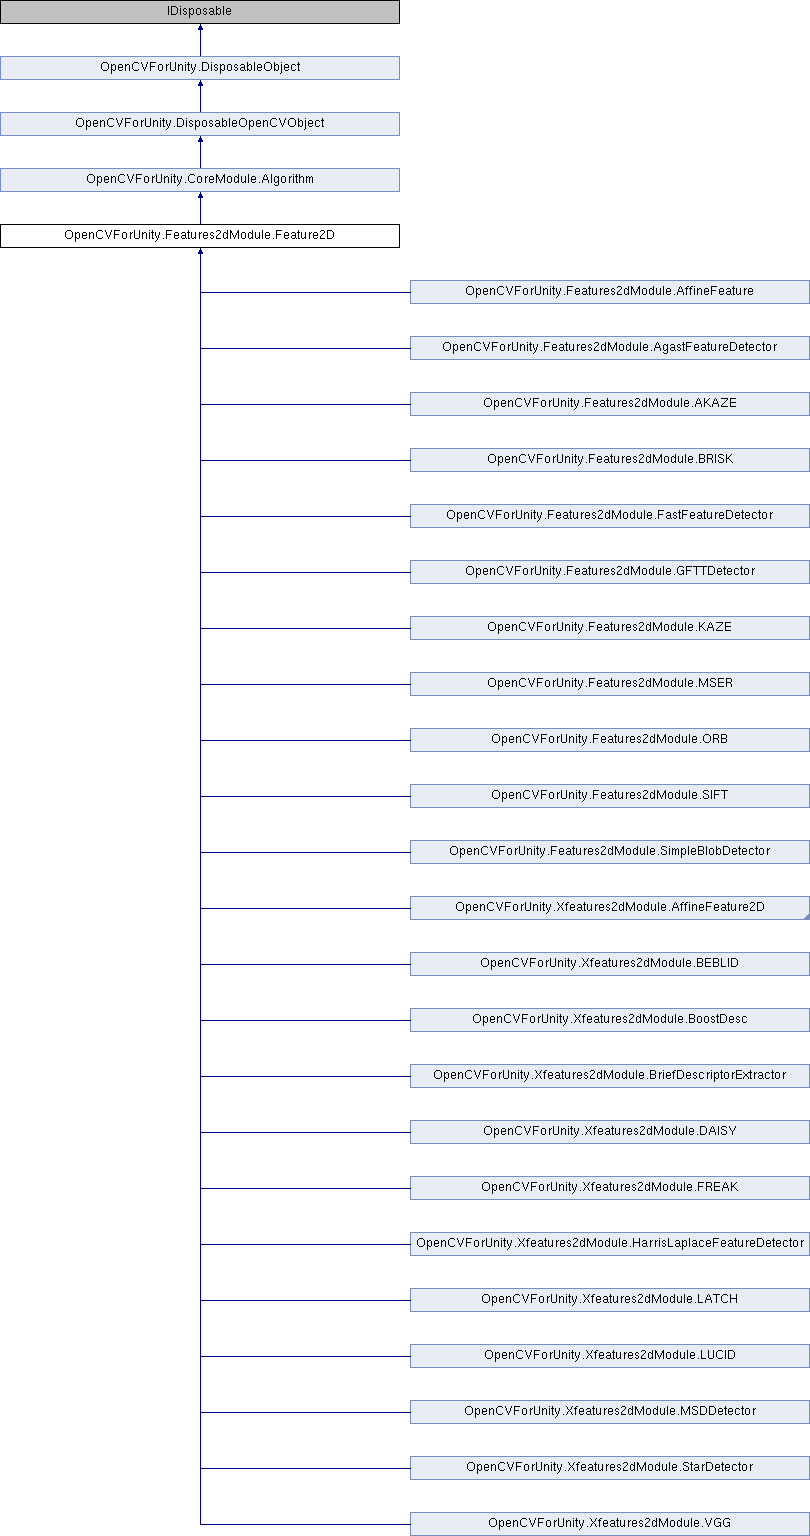 IDisposable
OpenCVForUnity.DisposableObject
OpenCVForUnity.DisposableOpenCVObject
OpenCVForUnity.CoreModule.Algorithm
OpenCVForUnity.Features2dModule.Feature2D
OpenCVForUnity.Features2dModule.AffineFeature
OpenCVForUnity.Features2dModule.AgastFeatureDetector
OpenCVForUnity.Features2dModule.AKAZE
OpenCVForUnity.Features2dModule.BRISK
OpenCVForUnity.Features2dModule.FastFeatureDetector
OpenCVForUnity.Features2dModule.GFTTDetector
OpenCVForUnity.Features2dModule.KAZE
OpenCVForUnity.Features2dModule.MSER
OpenCVForUnity.Features2dModule.ORB
OpenCVForUnity.Features2dModule.SIFT
OpenCVForUnity.Features2dModule.SimpleBlobDetector
OpenCVForUnity.Xfeatures2dModule.AffineFeature2D
OpenCVForUnity.Xfeatures2dModule.BEBLID
OpenCVForUnity.Xfeatures2dModule.BoostDesc
OpenCVForUnity.Xfeatures2dModule.BriefDescriptorExtractor
OpenCVForUnity.Xfeatures2dModule.DAISY
OpenCVForUnity.Xfeatures2dModule.FREAK
OpenCVForUnity.Xfeatures2dModule.HarrisLaplaceFeatureDetector
OpenCVForUnity.Xfeatures2dModule.LATCH
OpenCVForUnity.Xfeatures2dModule.LUCID
OpenCVForUnity.Xfeatures2dModule.MSDDetector
OpenCVForUnity.Xfeatures2dModule.StarDetector
OpenCVForUnity.Xfeatures2dModule.VGG